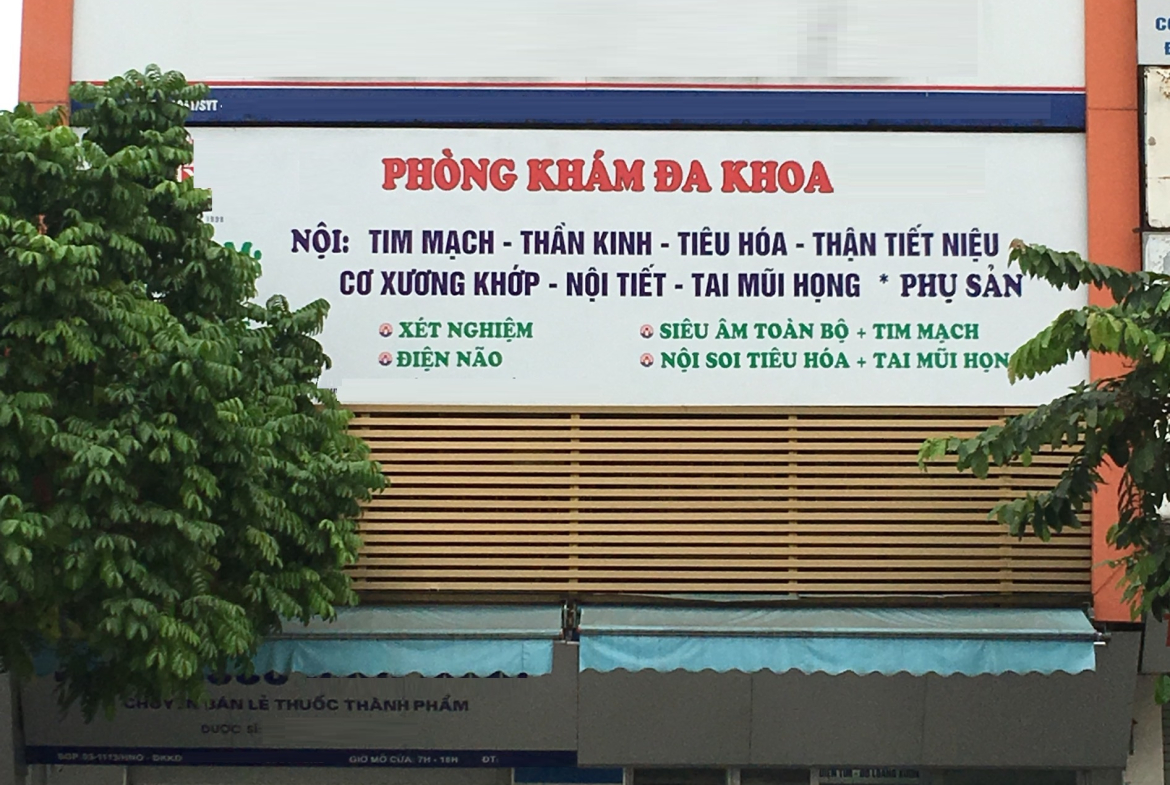 PHÒNG KHÁM ĐA KHOA
NỘI: TIM MẠCH - THẦN KINH - TIÊU HÓA - THẬN TIẾT NIỆU
CƠ XƯƠNG KHỚP - NỘI TIẾT - TAI MŨI HỌNG * PHỤ SẢN
XÉT NGHIỆM
SIÊU ÂM TOÀN BỘ + TIM MẠCH
ĐIỆN NÃO
NỘI SOI TIÊU HÓA + TAI MŨI HỌN
CHUYÊN BÁN LẺ THUỐC THÀNH PHẨM
DƯỢC SĨ:
GIỜ MỞ CỬA: 7H - 18H ĐT: